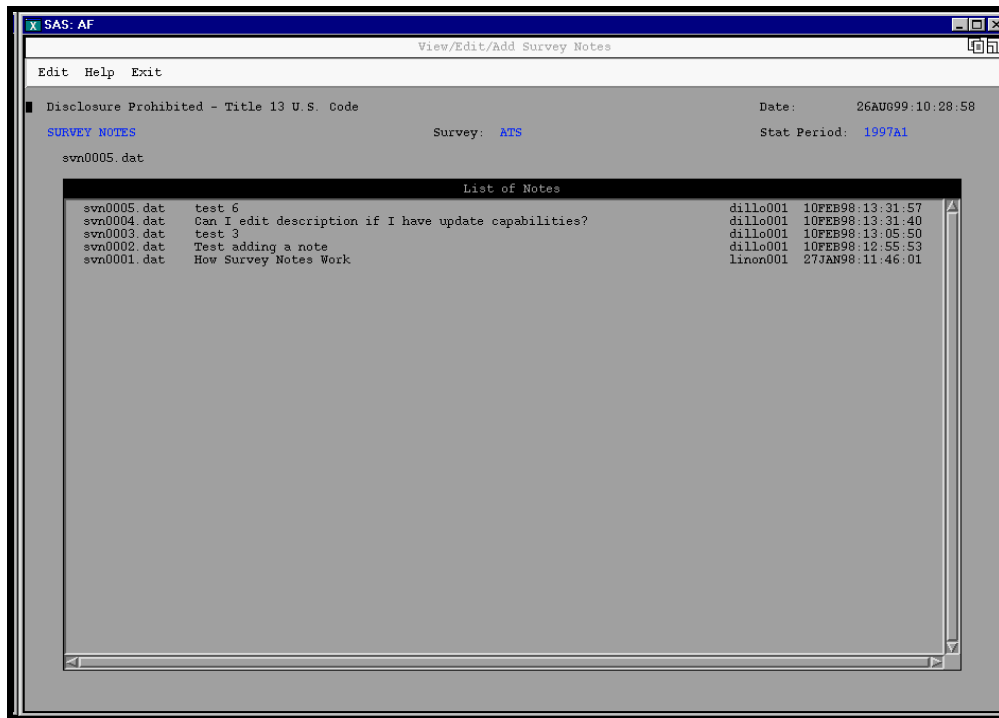 SAS: AF
View/Edit/Add Survey Notes
Edit Help Exit
Disclosure Prohibited - Title 13 U.S. Code Date: 26AUG99:10:28:58
SURVEY NOTES Survey: ATS Stat Period: 1997A1
svn0005.dat
List of Notes
svn0005.dat test 6 dillo001 10FEB98:13:31:57
svn0004.dat Can I edit description if I have update capabilities? dillo001 10FEB98:13:31:40
svn0003.dat test 3 dillo001 10FEB98:13:05:50
svn0002.dat Test adding a note dillo001 10FEB98:12:55:53
svn0001.dat How Survey Notes Work linon001 27JAN98:11:46:01